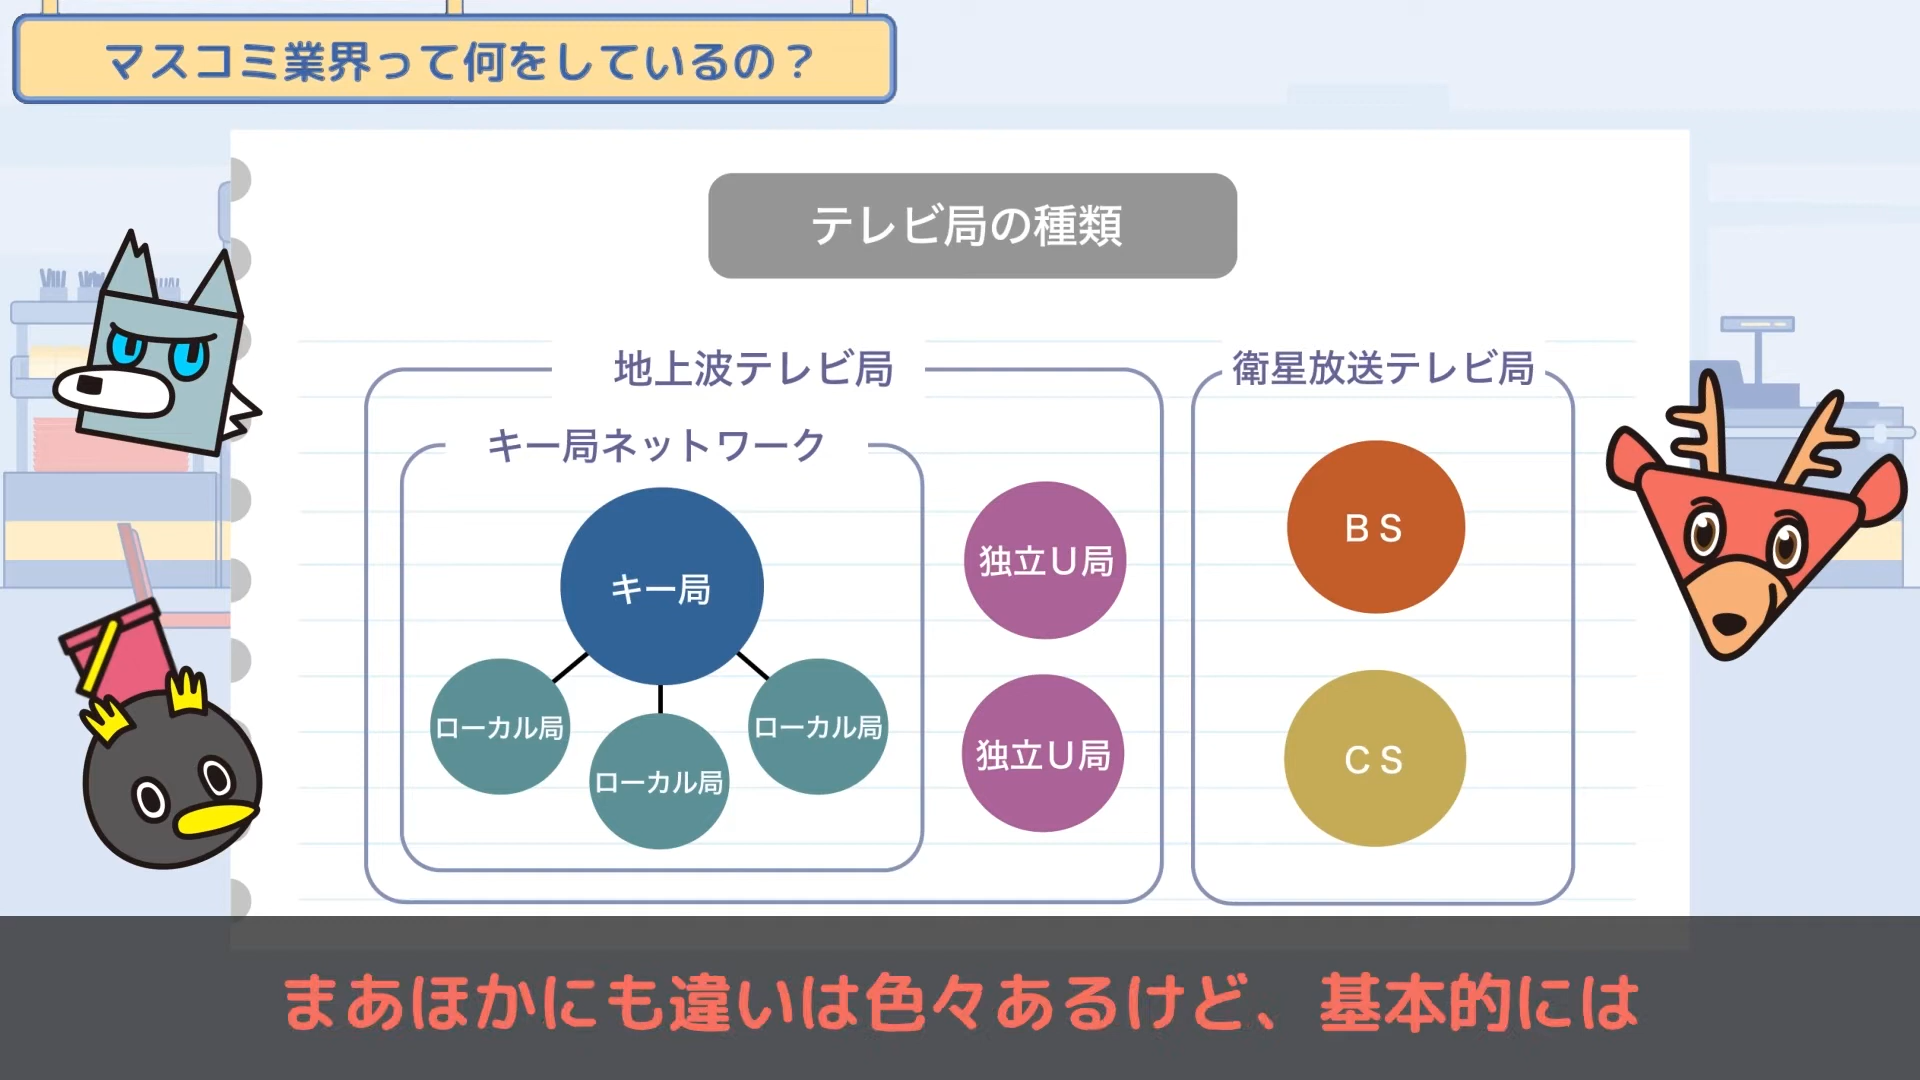 マスコミ業界って何をしているの？
テレビ局の種類
地上波テレビ局
キー局ネットワーク
キー局
ローカル局
ローカル局
ローカル局
独立Ｕ局
独立Ｕ局
衛星放送テレビ局
ＢＳ
ＣＳ
まあほかにも違いは色々あるけど、基本的には